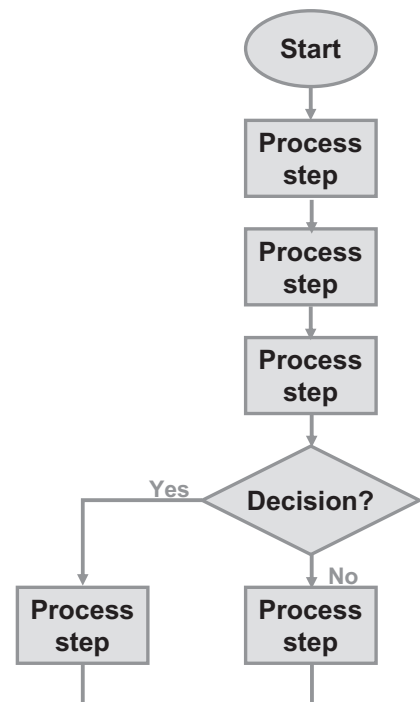 Start
Process
step
Process
step
Process
step
Decision?
Yes
No
Process
step
Process
step